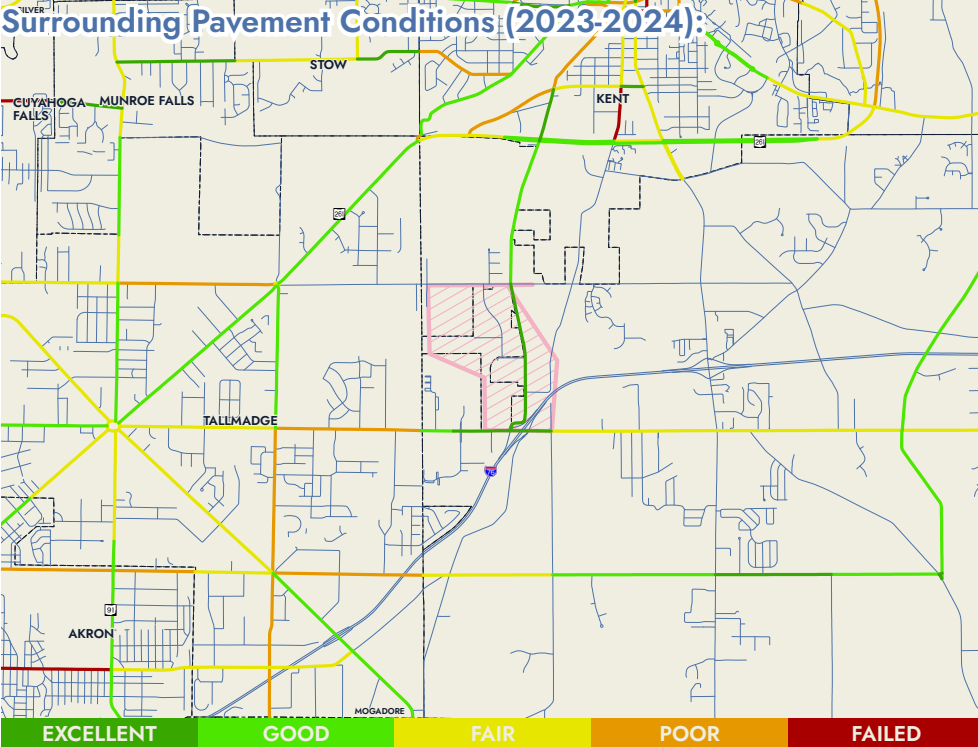 SILVER
Surrounding Pavement Conditions (2023-2024):
STOW
CUYAHOGA
FALLS
MUNROE FALLS
KENT
261
261
TALLMADGE
76
91
AKRON
MOGADORE
EXCELLENT
GOOD
FAIR
POOR
FAILED